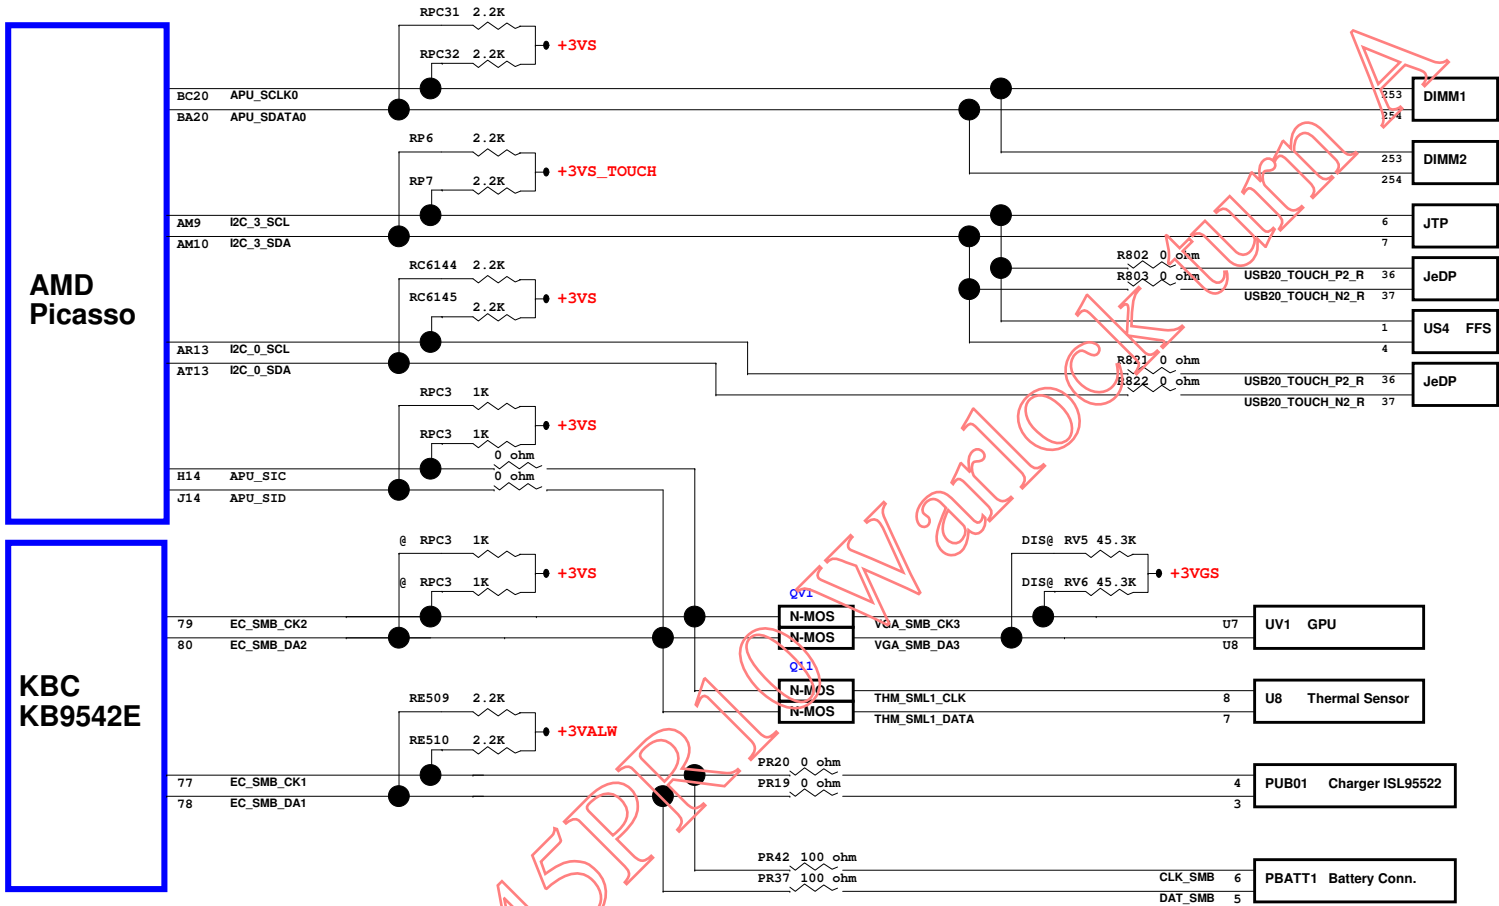 RPC31 2.2K
+3VS
RPC32 2.2K
BC20 APU_SCLK0
BA20 APU_SDATA0
253
254
DIMM1
RP6 2.2K
+3VS_TOUCH
RP7 2.2K
253
254
DIMM2
AM9 I2C_3_SCL
AM10 I2C_3_SDA
6
7
JTP
AMD
Picasso
RC6144 2.2K
+3VS
RC6145 2.2K
R802 0 ohm
R803 0 ohm
USB20_TOUCH_P2_R 36
USB20_TOUCH_N2_R 37
JeDP
1
4
US4 FFS
AR13 I2C_0_SCL
AT13 I2C_0_SDA
R821 0 ohm
R822 0 ohm
USB20_TOUCH_P2_R 36
USB20_TOUCH_N2_R 37
JeDP
RPC3 1K
+3VS
RPC3 1K
0 ohm
0 ohm
H14 APU_SIC
J14 APU_SID
@ RPC3 1K
+3VS
@ RPC3 1K
DIS@ RV5 45.3K
+3VGS
DIS@ RV6 45.3K
79 EC_SMB_CK2
80 EC_SMB_DA2
QV1
N-MOS
N-MOS
VGA_SMB_CK3
VGA_SMB_DA3
U7
U8
UV1 GPU
KBC
KB9542E
Q11
N-MOS
N-MOS
THM_SML1_CLK
THM_SML1_DATA
8
7
U8 Thermal Sensor
RE509 2.2K
+3VALW
RE510 2.2K
77 EC_SMB_CK1
78 EC_SMB_DA1
PR20 0 ohm
PR19 0 ohm
4
3
PUB01 Charger ISL95522
PR42 100 ohm
PR37 100 ohm
CLK_SMB 6
DAT_SMB 5
PBATT1 Battery Conn.
45PR10 Warlock turn A